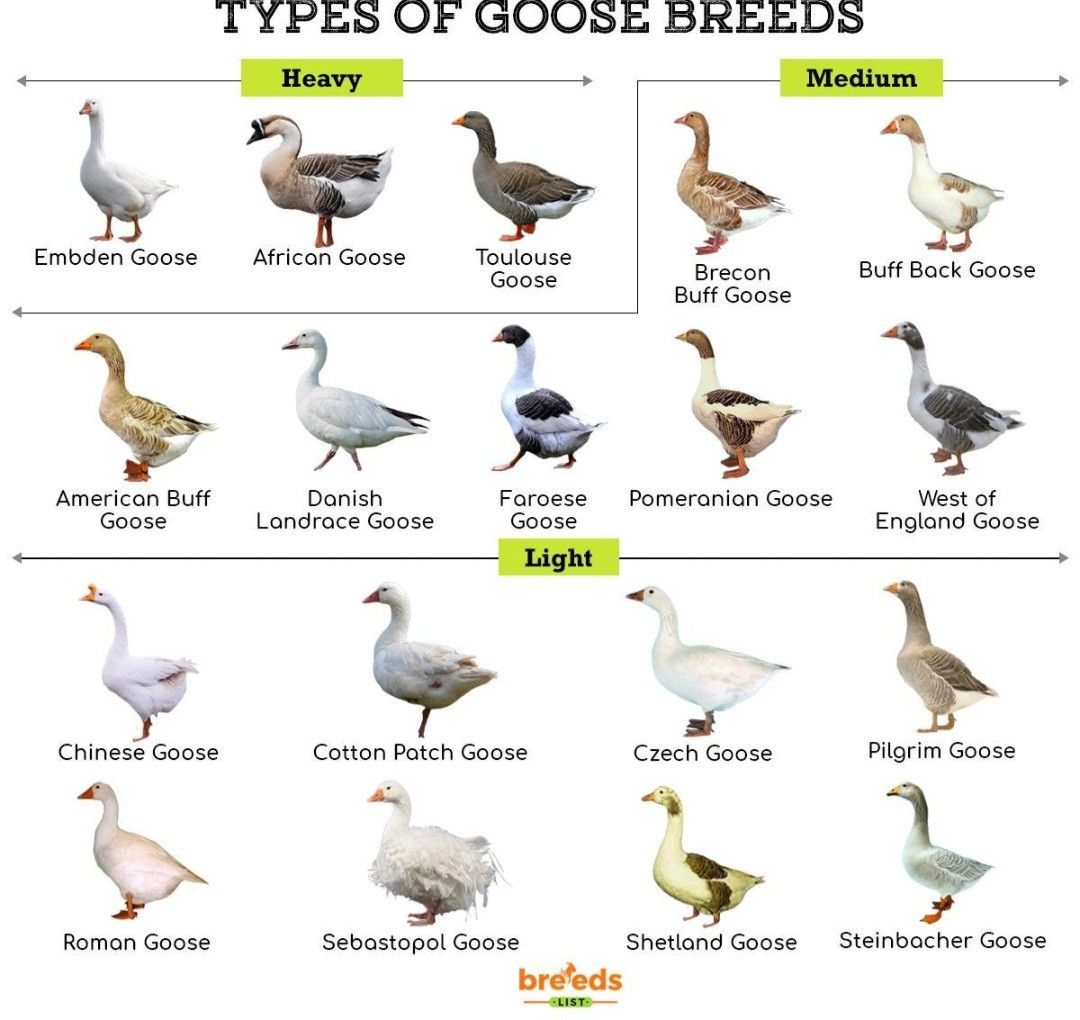 TYPES OF GOOSE BREEDS
Heavy
Medium
Embden Goose
African Goose
Toulouse
Goose
Brecon
Buff Goose
Buff Back Goose
American Buff
Goose
Danish
Landrace Goose
Faroese
Goose
Pomeranian Goose
West of
England Goose
Light
Chinese Goose
Cotton Patch Goose
Czech Goose
Pilgrim Goose
Roman Goose
Sebastopol Goose
Shetland Goose
Steinbacher Goose
breeds
LIST